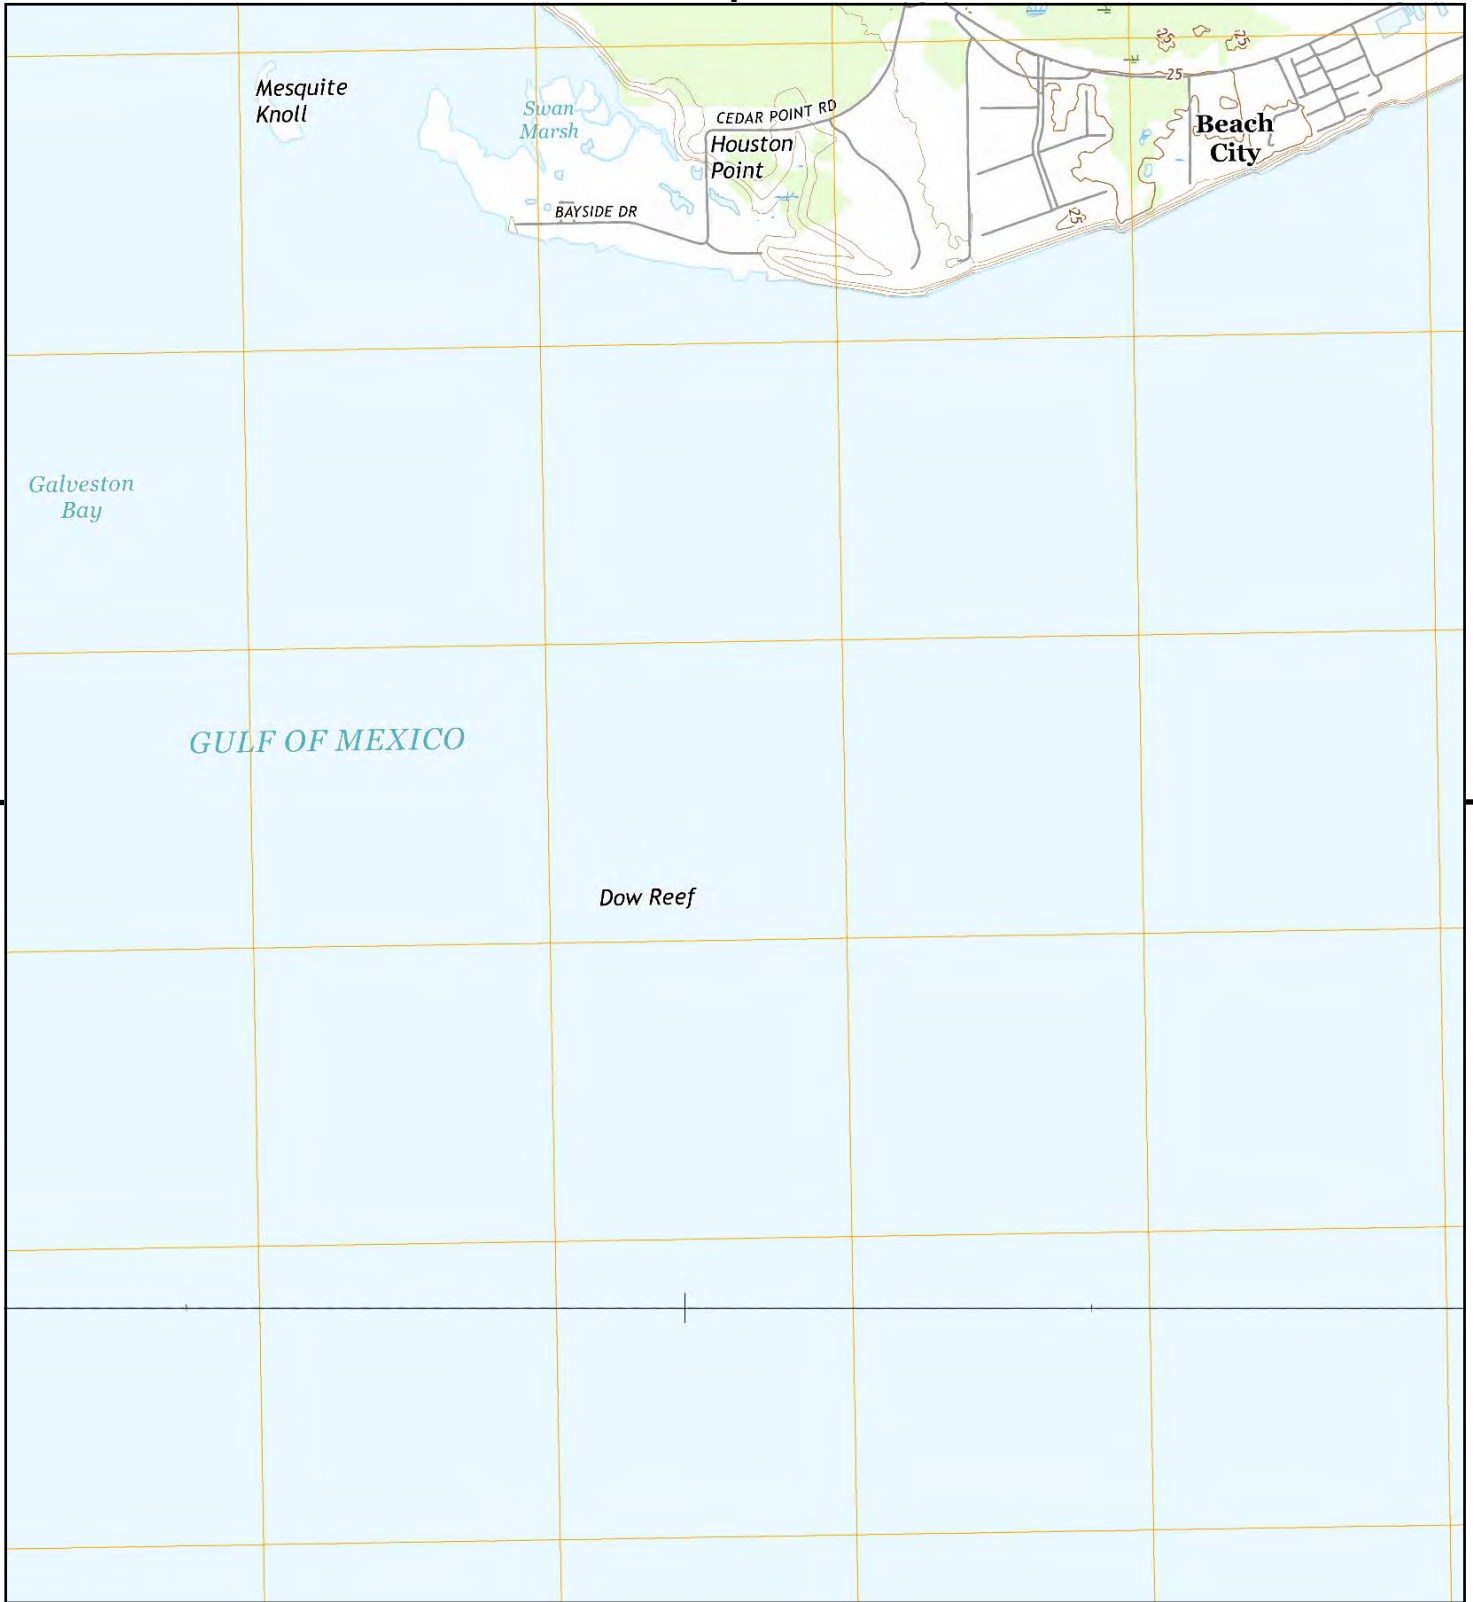 25
25
25
Mesquite
Knoll
Swan
Marsh
CEDAR POINT RD
Houston
Point
Beach
City
BAYSIDE DR
25
Galveston
Bay
GULF OF MEXICO
Dow Reef